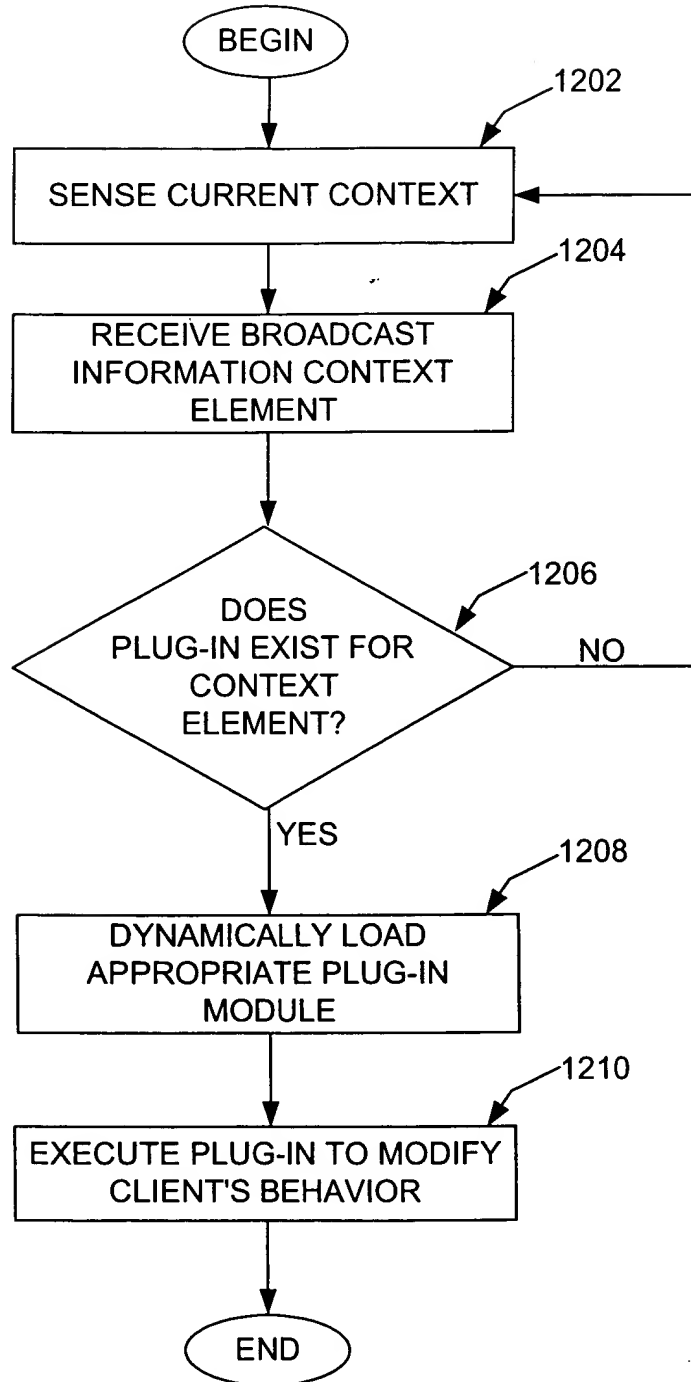 BEGIN
1202
SENSE CURRENT CONTEXT
1204
RECEIVE BROADCAST
INFORMATION CONTEXT
ELEMENT
1206
DOES
PLUG-IN EXIST FOR
CONTEXT
ELEMENT?
NO
YES
1208
DYNAMICALLY LOAD
APPROPRIATE PLUG-IN
MODULE
1210
EXECUTE PLUG-IN TO MODIFY
CLIENT'S BEHAVIOR
END